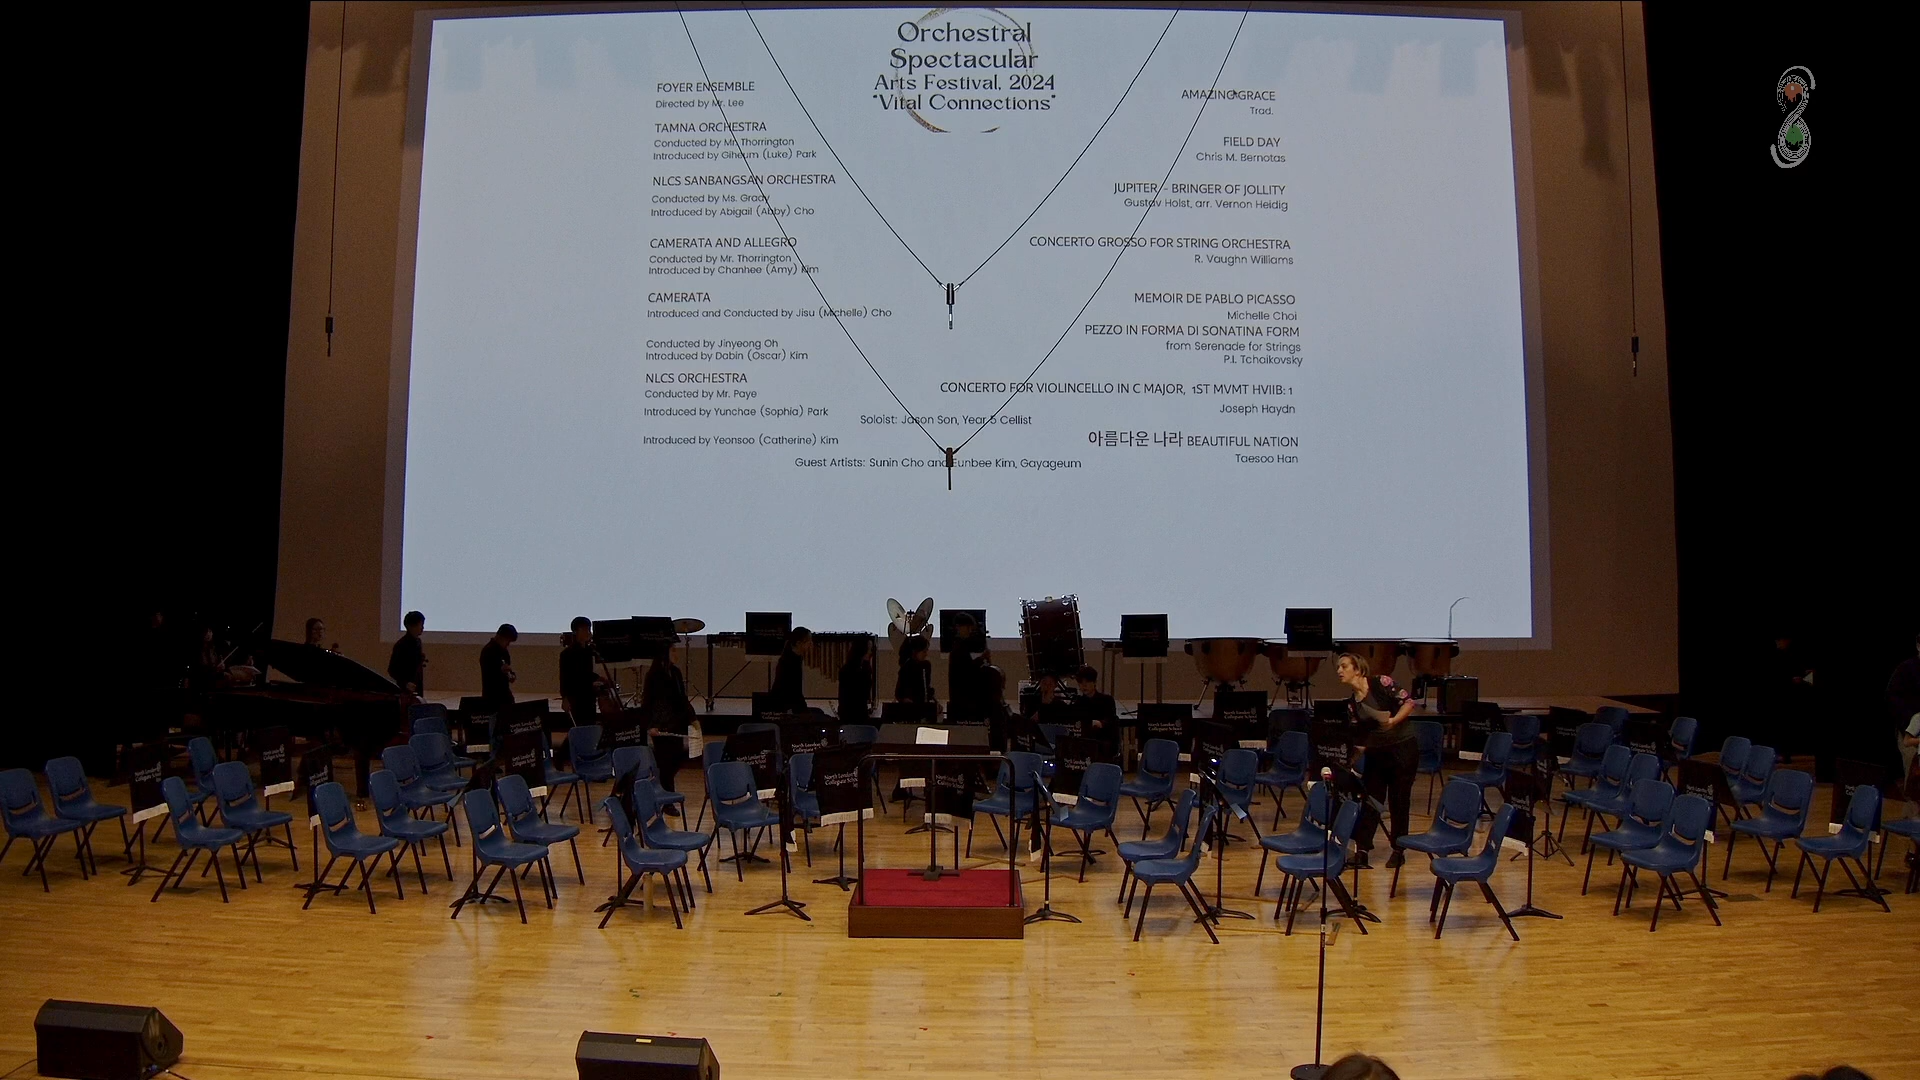 Orchestral
Spectacular
Arts Festival, 2024
"Vital Connections"
FOYER ENSEMBLE
Directed by Mr. Lee
AMAZING GRACE
Trad.
TAMNA ORCHESTRA
Conducted by Mr. Thorrington
Introduced by Giheum (Luke) Park
FIELD DAY
Chris M. Bernotas
NLCS SANBANGSAN ORCHESTRA
Conducted by Ms. Grady
Introduced by Abigail (Abby) Cho
JUPITER - BRINGER OF JOLLITY
Gustav Holst, arr. Vernon Heidig
CAMERATA AND ALLEGRO
Conducted by Mr. Thorrington
Introduced by Chanhee (Amy) Kim
CONCERTO GROSSO FOR STRING ORCHESTRA
R. Vaughn Williams
CAMERATA
Introduced and Conducted by Jisu (Michelle) Cho
MEMOIR DE PABLO PICASSO
Michelle Choi
Conducted by Jinyeong Oh
Introduced by Dabin (Oscar) Kim
PEZZO IN FORMA DI SONATINA FORM
from Serenade for Strings
P.I. Tchaikovsky
NLCS ORCHESTRA
Conducted by Mr. Paye
Introduced by Yunchae (Sophia) Park
CONCERTO FOR VIOLINCELLO IN C MAJOR, 1ST MVMT HVIIB: 1
Joseph Haydn
Soloist: Jason Son, Year 5 Cellist
Introduced by Yeonsoo (Catherine) Kim
아름다운 나라 BEAUTIFUL NATION
Taesoo Han
Guest Artists: Sunin Cho and Eunbee Kim, Gayageum
North London
Collegiate School
Jeju